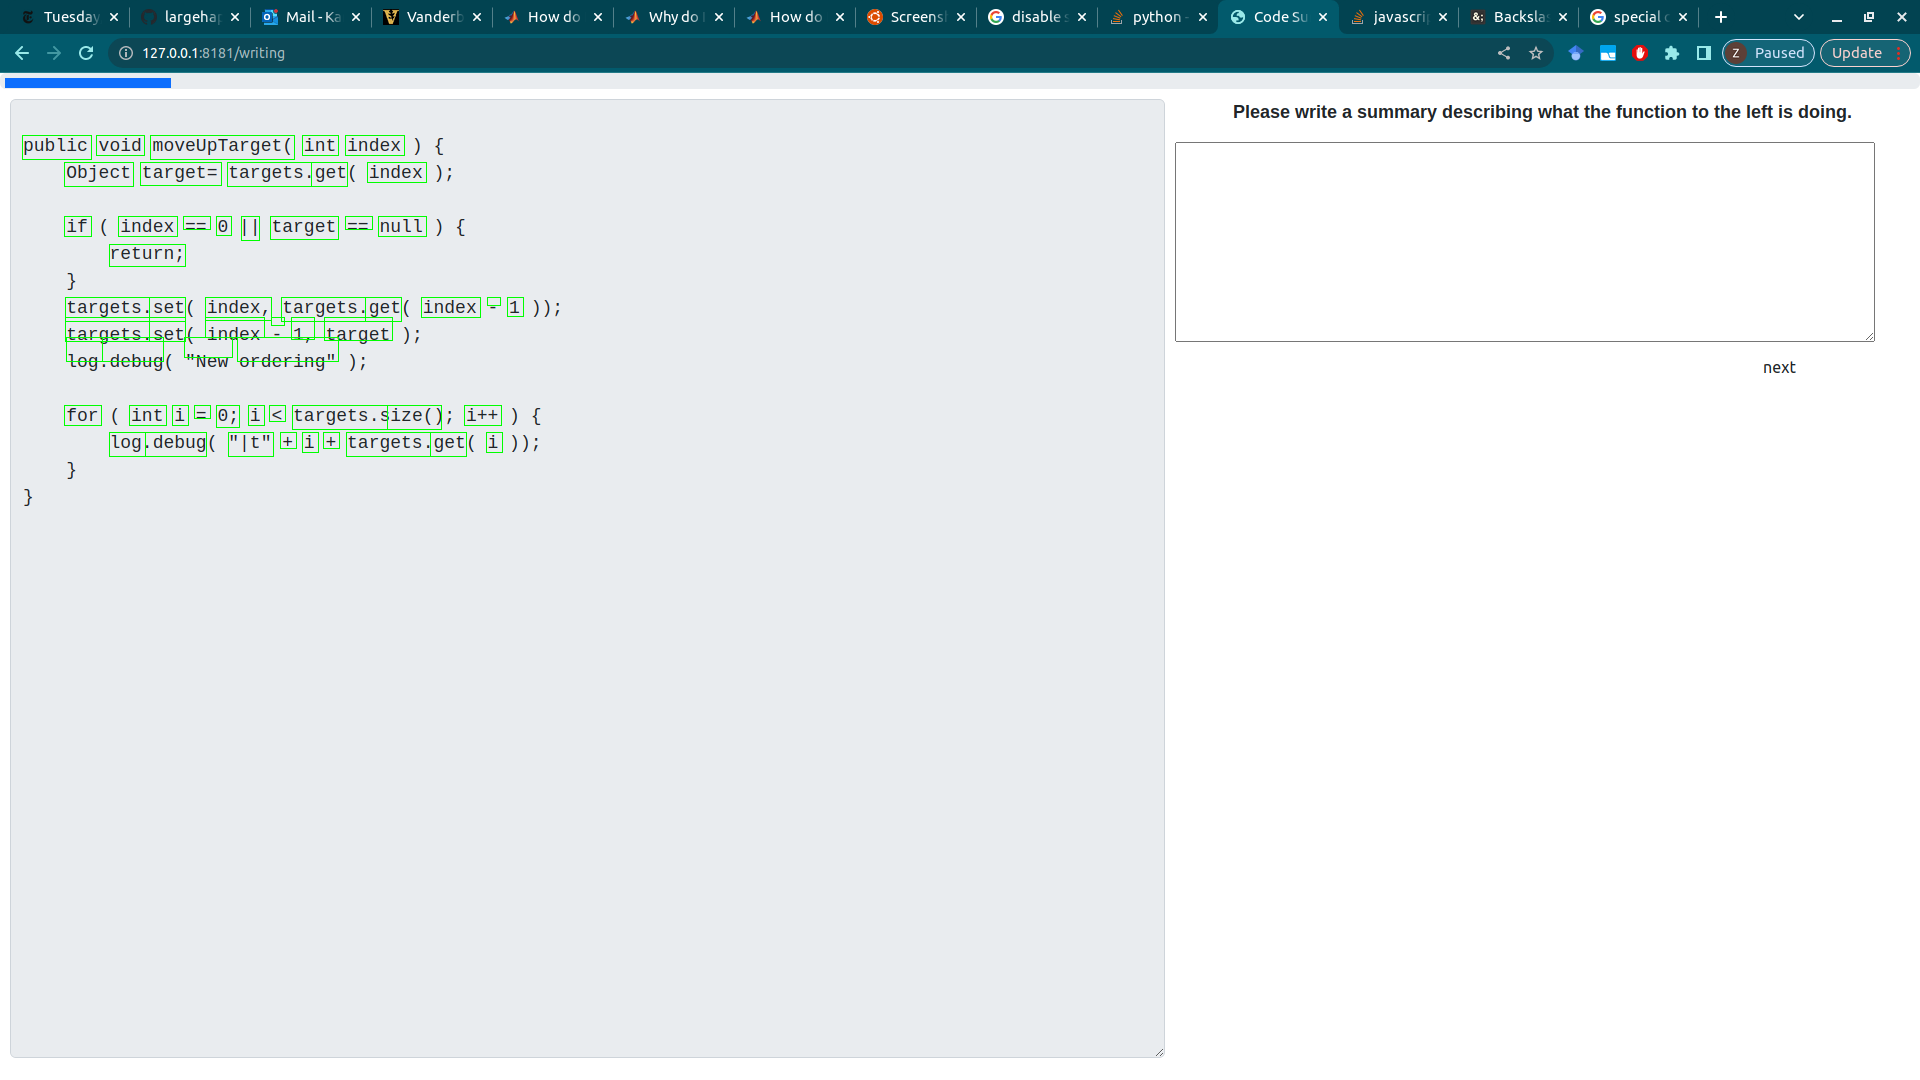 Tuesday
largeha
Mail - Ka
Vanderb
How do
Why do
How do
Screens
disable s
python -
Code Su
javascri
Backsla
special c
127.0.0.1:8181/writing
Z Paused
Update
public void moveUpTarget( int index ) {
Object target= targets.get( index );
if ( index == 0 || target == null ) {
return;
}
targets.set( index, targets.get( index - 1 ));
targets.set( index - 1, target );
log.debug( "New ordering" );
for ( int i = 0; i < targets.size(); i++ ) {
log.debug( "|t" + i + targets.get( i ));
}
}
Please write a summary describing what the function to the left is doing.
next